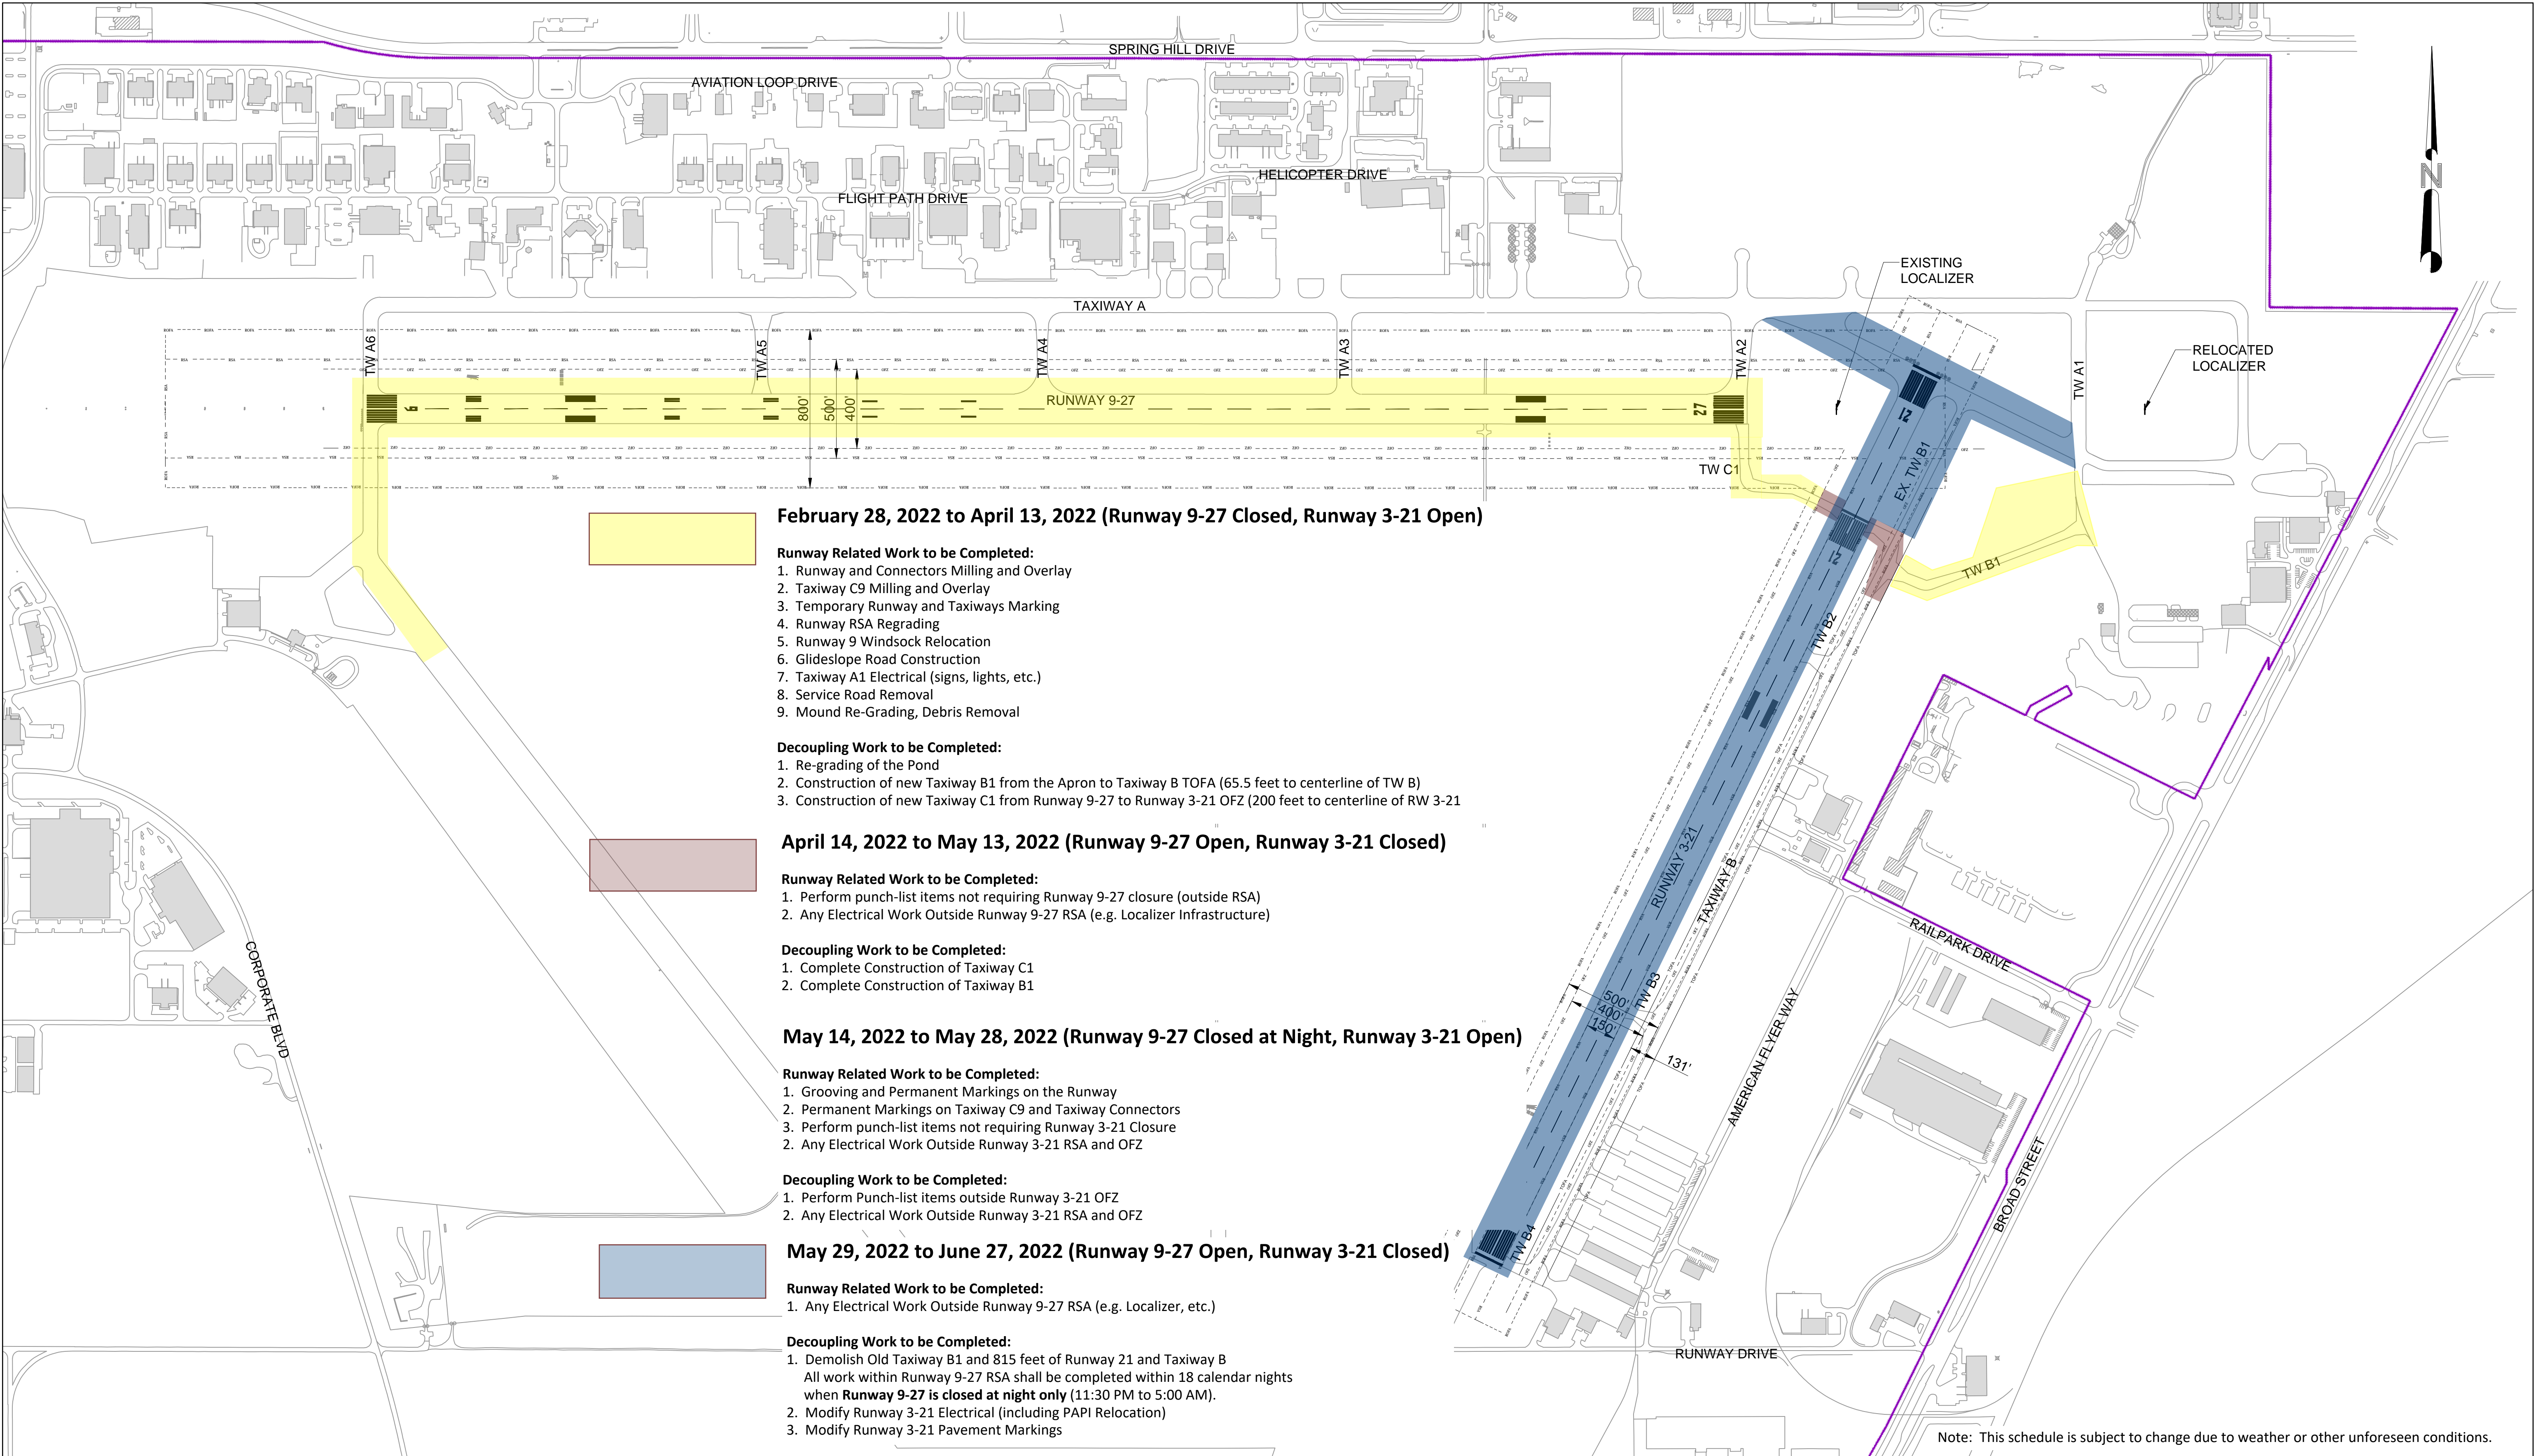 SPRING HILL DRIVE
AVIATION LOOP DRIVE
HELICOPTER DRIVE
FLIGHT PATH DRIVE
N
EXISTING
LOCALIZER
TAXIWAY A
RELOCATED
LOCALIZER
TW A6
TW A5
TW A4
TW A3
TW A2
TW A1
9
RUNWAY 9-27
27
800'
500'
400'
21
EX. TW B1
TW C1
21
TW B1
TW B2
February 28, 2022 to April 13, 2022 (Runway 9-27 Closed, Runway 3-21 Open)
Runway Related Work to be Completed:
1. Runway and Connectors Milling and Overlay
2. Taxiway C9 Milling and Overlay
3. Temporary Runway and Taxiways Marking
4. Runway RSA Regrading
5. Runway 9 Windsock Relocation
6. Glideslope Road Construction
7. Taxiway A1 Electrical (signs, lights, etc.)
8. Service Road Removal
9. Mound Re-Grading, Debris Removal
Decoupling Work to be Completed:
1. Re-grading of the Pond
2. Construction of new Taxiway B1 from the Apron to Taxiway B TOFA (65.5 feet to centerline of TW B)
3. Construction of new Taxiway C1 from Runway 9-27 to Runway 3-21 OFZ (200 feet to centerline of RW 3-21
April 14, 2022 to May 13, 2022 (Runway 9-27 Open, Runway 3-21 Closed)
Runway Related Work to be Completed:
1. Perform punch-list items not requiring Runway 9-27 closure (outside RSA)
2. Any Electrical Work Outside Runway 9-27 RSA (e.g. Localizer Infrastructure)
Decoupling Work to be Completed:
1. Complete Construction of Taxiway C1
2. Complete Construction of Taxiway B1
May 14, 2022 to May 28, 2022 (Runway 9-27 Closed at Night, Runway 3-21 Open)
Runway Related Work to be Completed:
1. Grooving and Permanent Markings on the Runway
2. Permanent Markings on Taxiway C9 and Taxiway Connectors
3. Perform punch-list items not requiring Runway 3-21 Closure
2. Any Electrical Work Outside Runway 3-21 RSA and OFZ
Decoupling Work to be Completed:
1. Perform Punch-list items outside Runway 3-21 OFZ
2. Any Electrical Work Outside Runway 3-21 RSA and OFZ
May 29, 2022 to June 27, 2022 (Runway 9-27 Open, Runway 3-21 Closed)
Runway Related Work to be Completed:
1. Any Electrical Work Outside Runway 9-27 RSA (e.g. Localizer, etc.)
Decoupling Work to be Completed:
1. Demolish Old Taxiway B1 and 815 feet of Runway 21 and Taxiway B
All work within Runway 9-27 RSA shall be completed within 18 calendar nights
when Runway 9-27 is closed at night only (11:30 PM to 5:00 AM).
2. Modify Runway 3-21 Electrical (including PAPI Relocation)
3. Modify Runway 3-21 Pavement Markings
RUNWAY 3-21
TAXIWAY B
TW B3
500'
400'
150'
131'
TW B4
CORPORATE BLVD
RAILPARK DRIVE
AMERICAN FLYER WAY
BROAD STREET
RUNWAY DRIVE
Note: This schedule is subject to change due to weather or other unforeseen conditions.